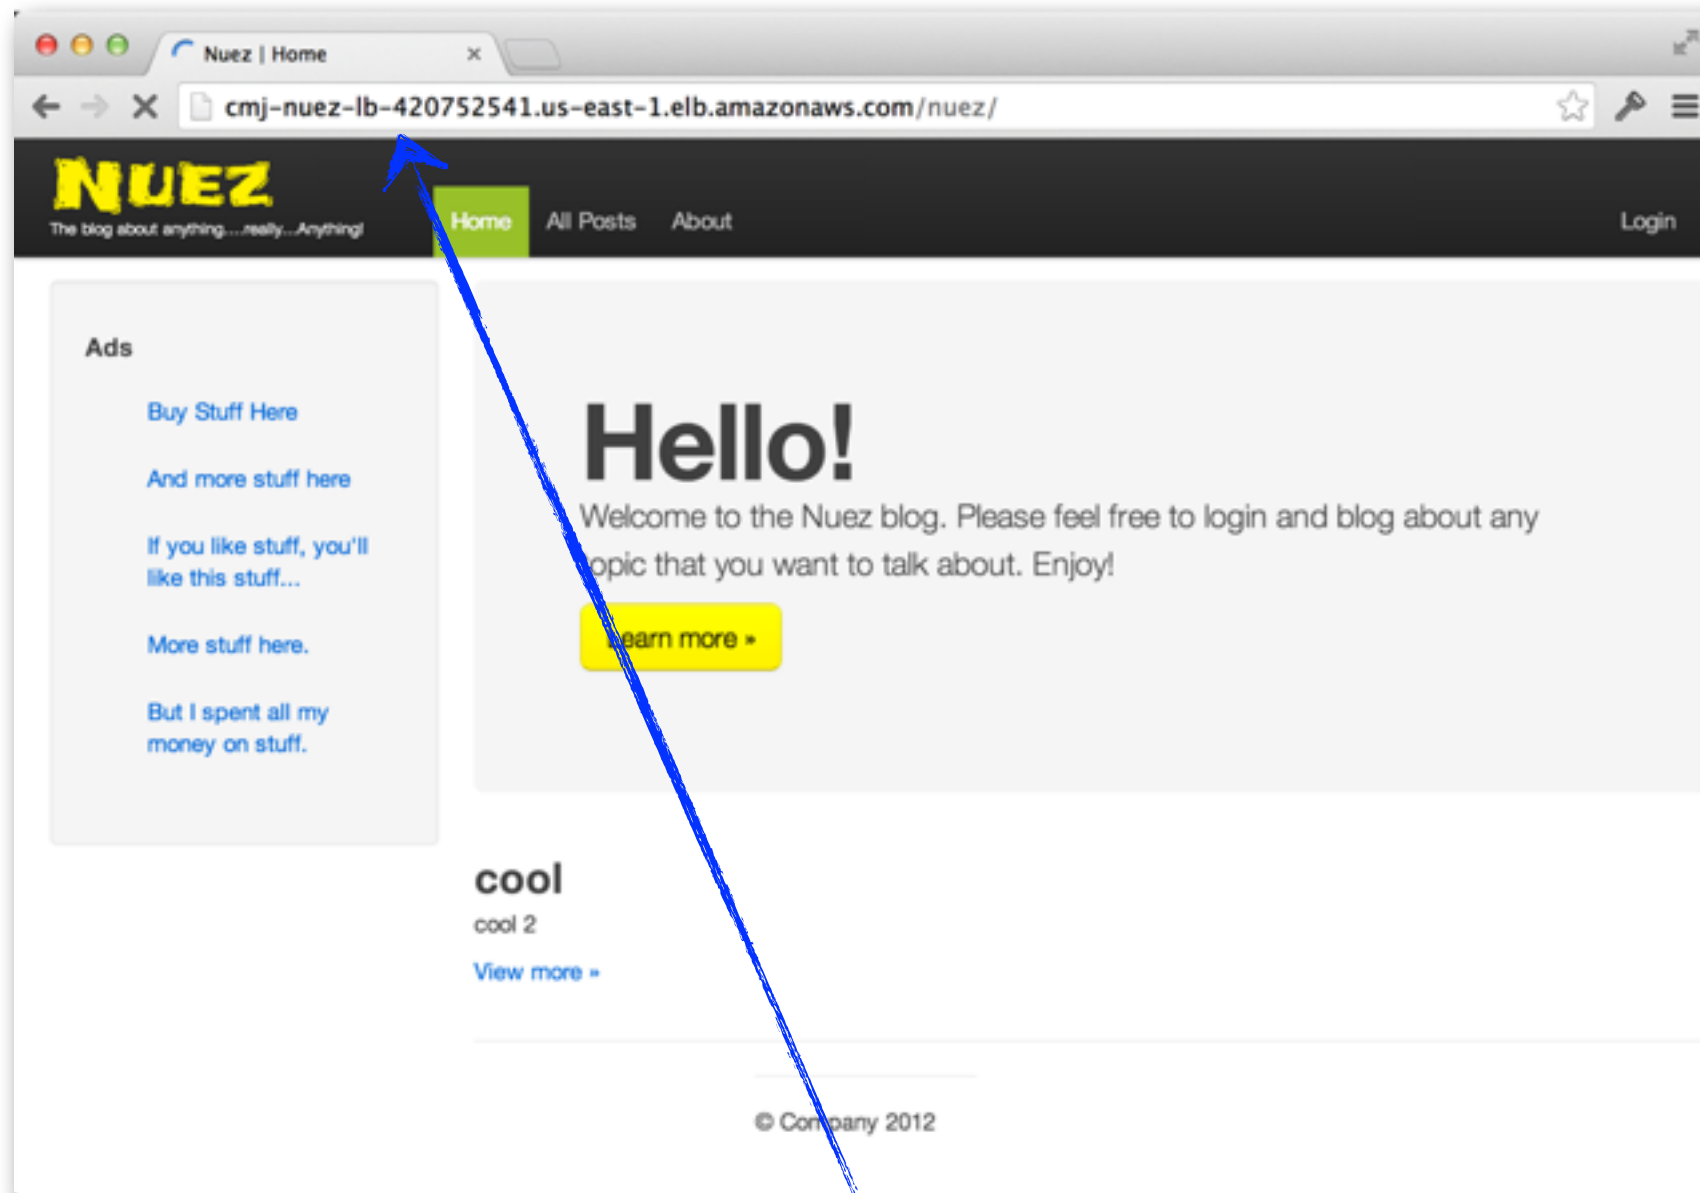 Nuez | Home
cmj-nuez-lb-420752541.us-east-1.elb.amazonaws.com/nuez/
NUEZ
The blog about anything....really...Anything!
Home All Posts About Login
Ads
Buy Stuff Here
And more stuff here
If you like stuff, you'll
like this stuff...
More stuff here.
But I spent all my
money on stuff.
Hello!
Welcome to the Nuez blog. Please feel free to login and blog about any
topic that you want to talk about. Enjoy!
Learn more »
cool
cool 2
View more »
© Company 2012